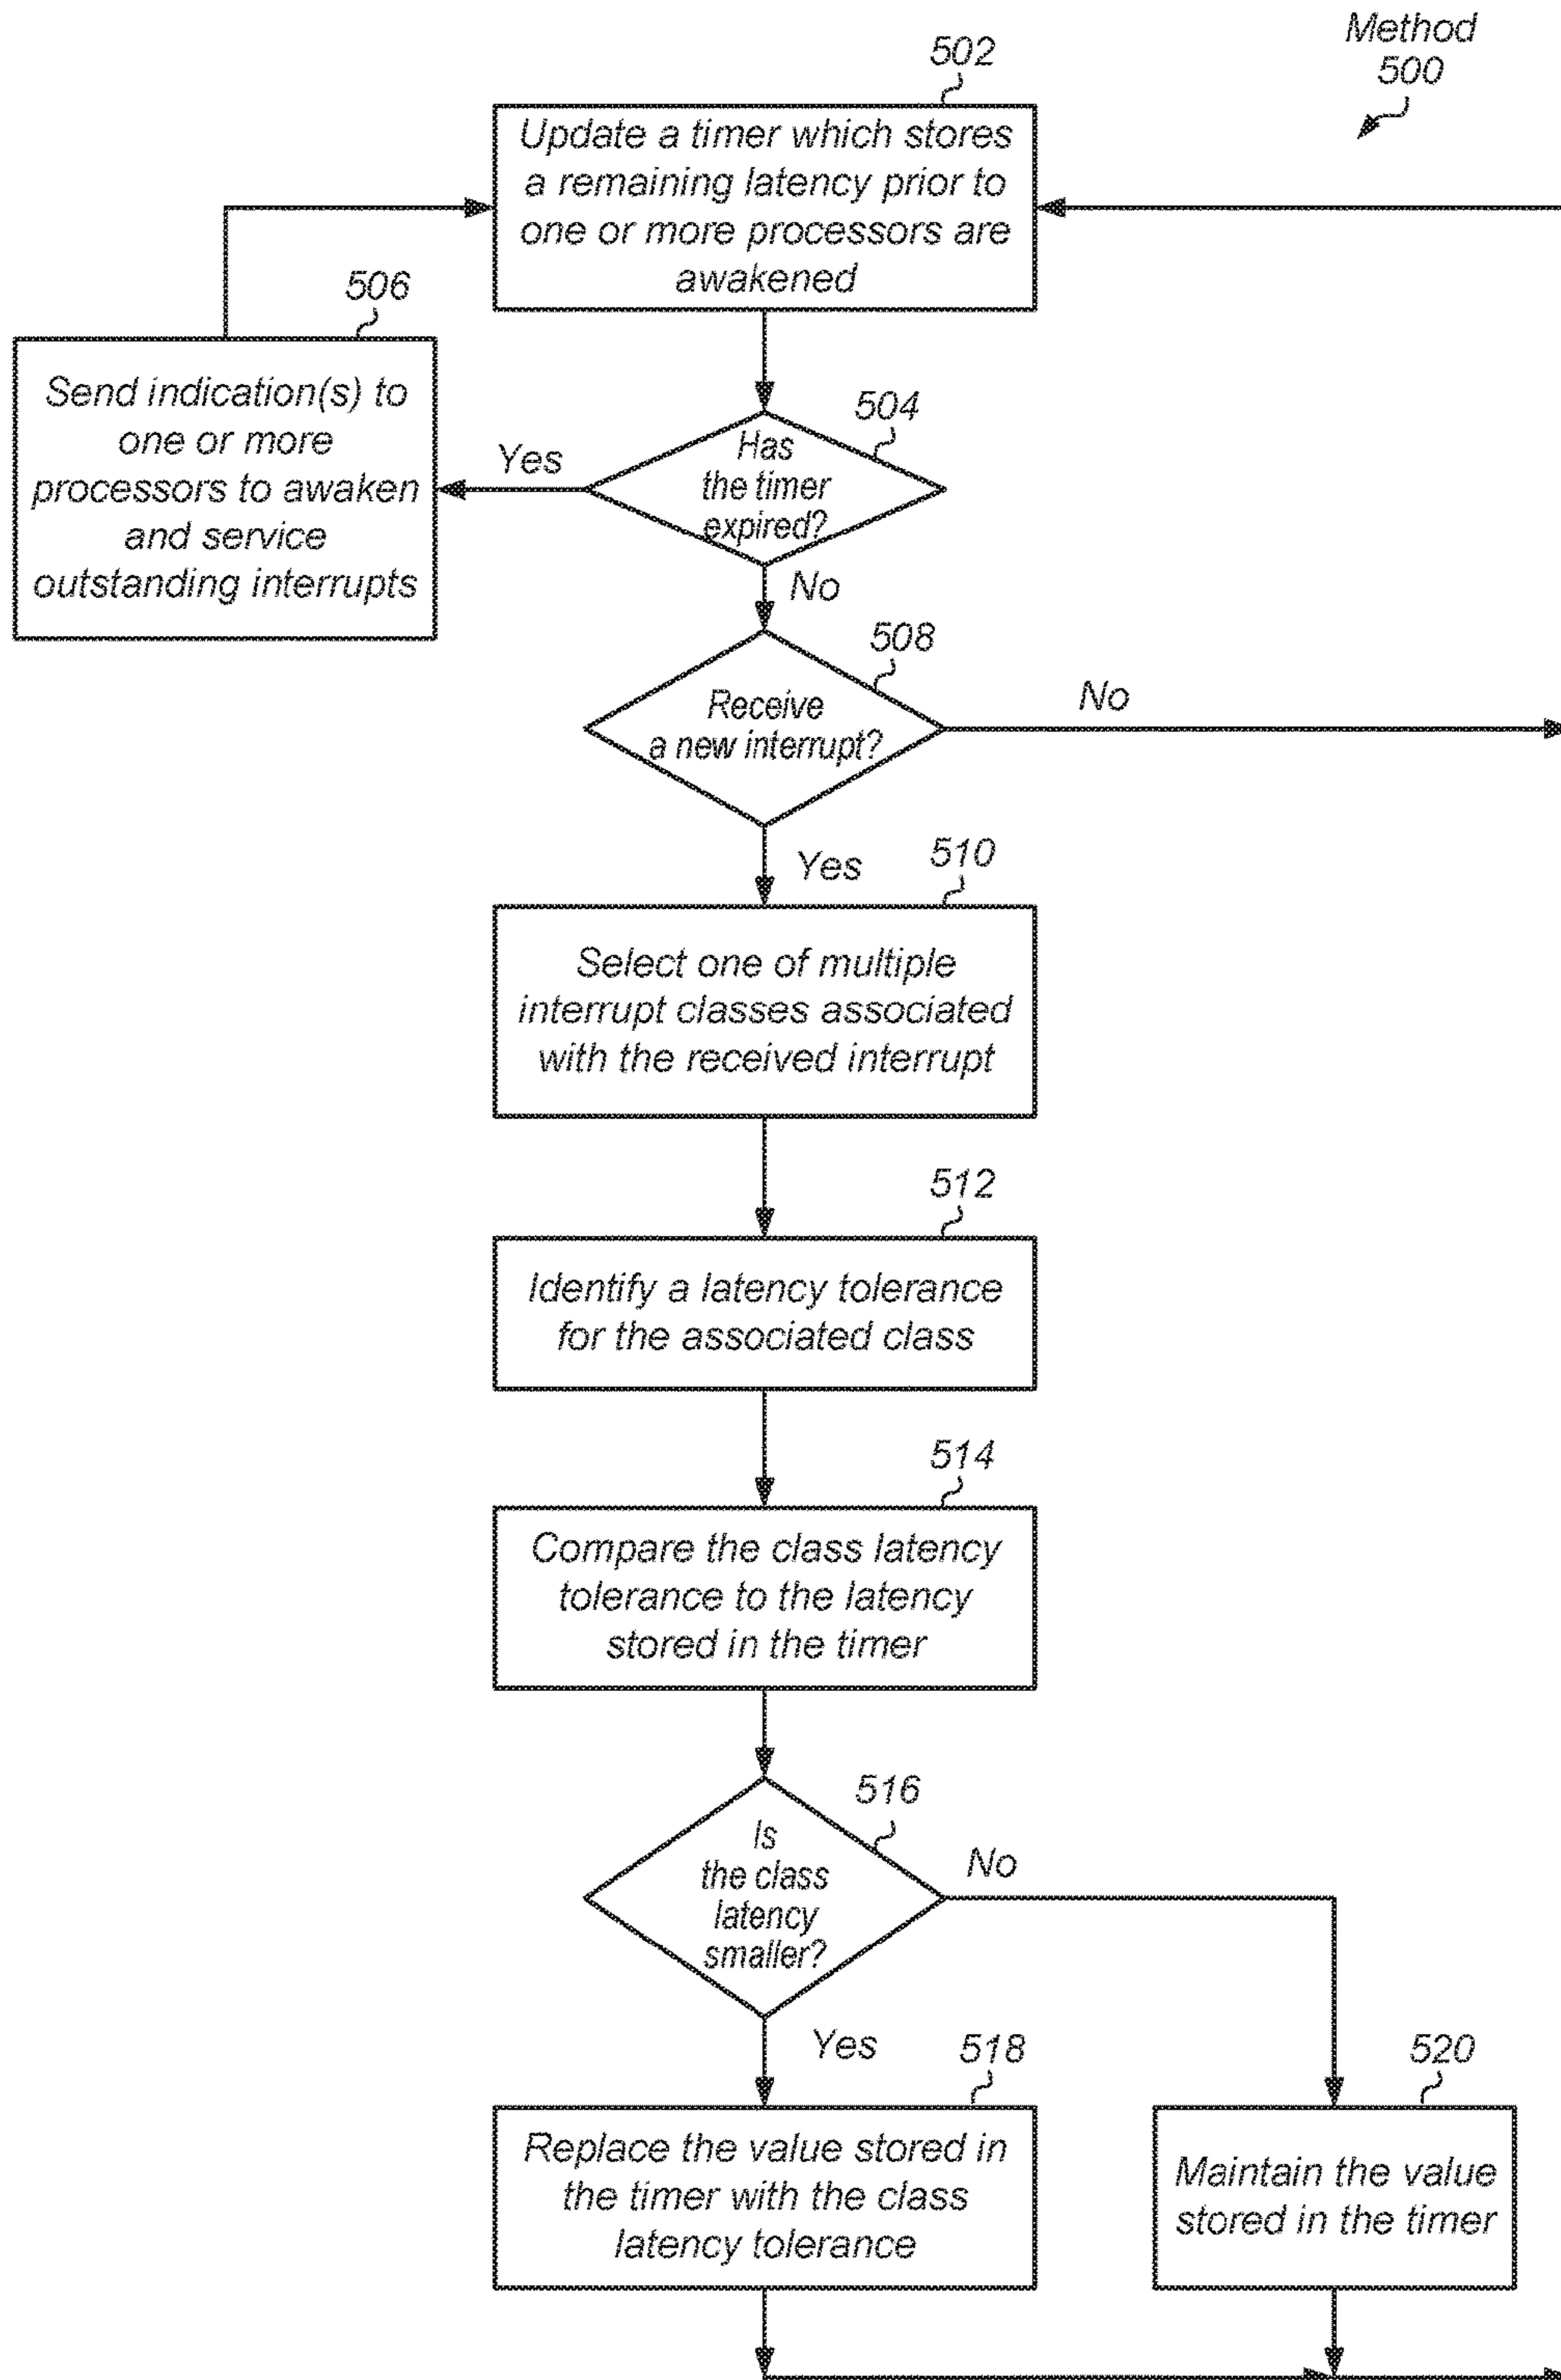 Method
500
502
Update a timer which stores
a remaining latency prior to
one or more processors are
awakened
506
Send indication(s) to
one or more
processors to awaken
and service
outstanding interrupts
504
Has
the timer
expired?
Yes
No
508
Receive
a new interrupt?
No
Yes
510
Select one of multiple
interrupt classes associated
with the received interrupt
512
Identify a latency tolerance
for the associated class
514
Compare the class latency
tolerance to the latency
stored in the timer
516
Is
the class
latency
smaller?
No
Yes
518
Replace the value stored in
the timer with the class
latency tolerance
520
Maintain the value
stored in the timer